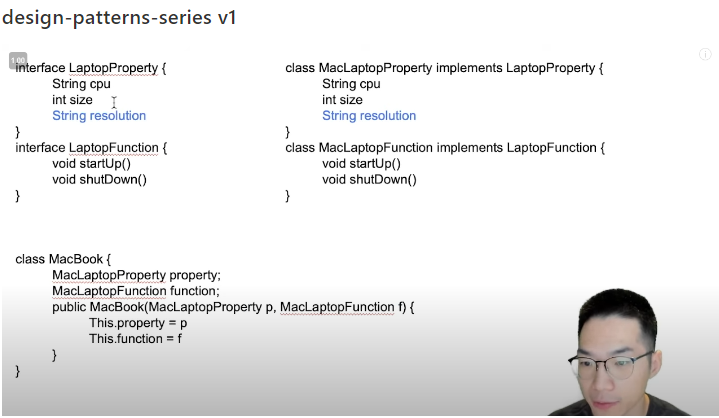 design-patterns-series v1
1.00
interface LaptopProperty {
String cpu
int size
String resolution
}
interface LaptopFunction {
void startUp()
void shutDown()
}
class MacLaptopProperty implements LaptopProperty {
String cpu
int size
String resolution
}
class MacLaptopFunction implements LaptopFunction {
void startUp()
void shutDown()
}
class MacBook {
MacLaptopProperty property;
MacLaptopFunction function;
public MacBook(MacLaptopProperty p, MacLaptopFunction f) {
This.property = p
This.function = f
}
}